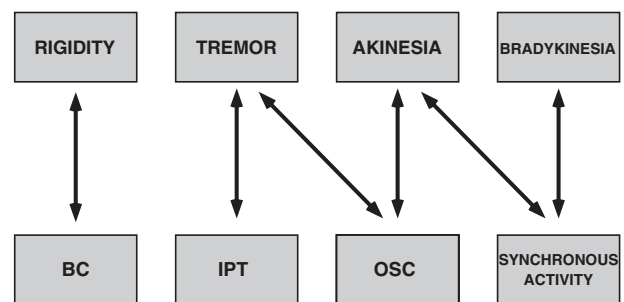 RIGIDITY
TREMOR
AKINESIA
BRADYKINESIA
BC
IPT
OSC
SYNCHRONOUS
ACTIVITY